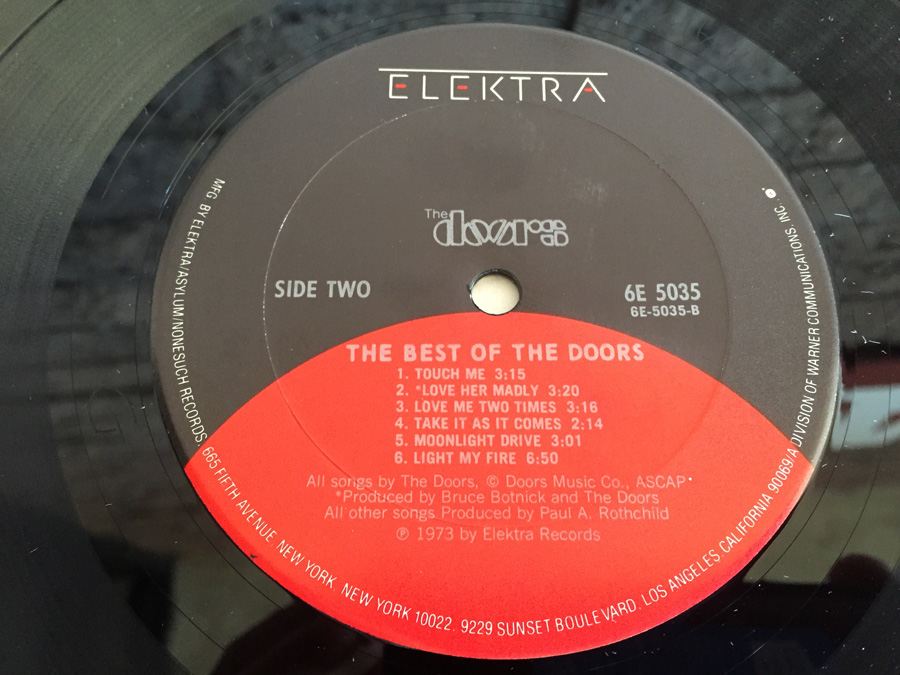 ELEKTRA
The doors
SIDE TWO
6E 5035
6E-5035-B
THE BEST OF THE DOORS
1. TOUCH ME 3:15
2. *LOVE HER MADLY 3:20
3. LOVE ME TWO TIMES 3:16
4. TAKE IT AS IT COMES 2:14
5. MOONLIGHT DRIVE 3:01
6. LIGHT MY FIRE 6:50
All songs by The Doors, © Doors Music Co., ASCAP.
*Produced by Bruce Botnick and The Doors
All other songs Produced by Paul A. Rothchild
℗ 1973 by Elektra Records
MFG BY ELEKTRA/ASYLUM/NONESUCH RECORDS. 665 FIFTH AVENUE NEW YORK, NEW YORK 10022. 9229 SUNSET BOULEVARD. LOS ANGELES CALIFORNIA 90069/A DIVISION OF WARNER COMMUNICATIONS, INC.